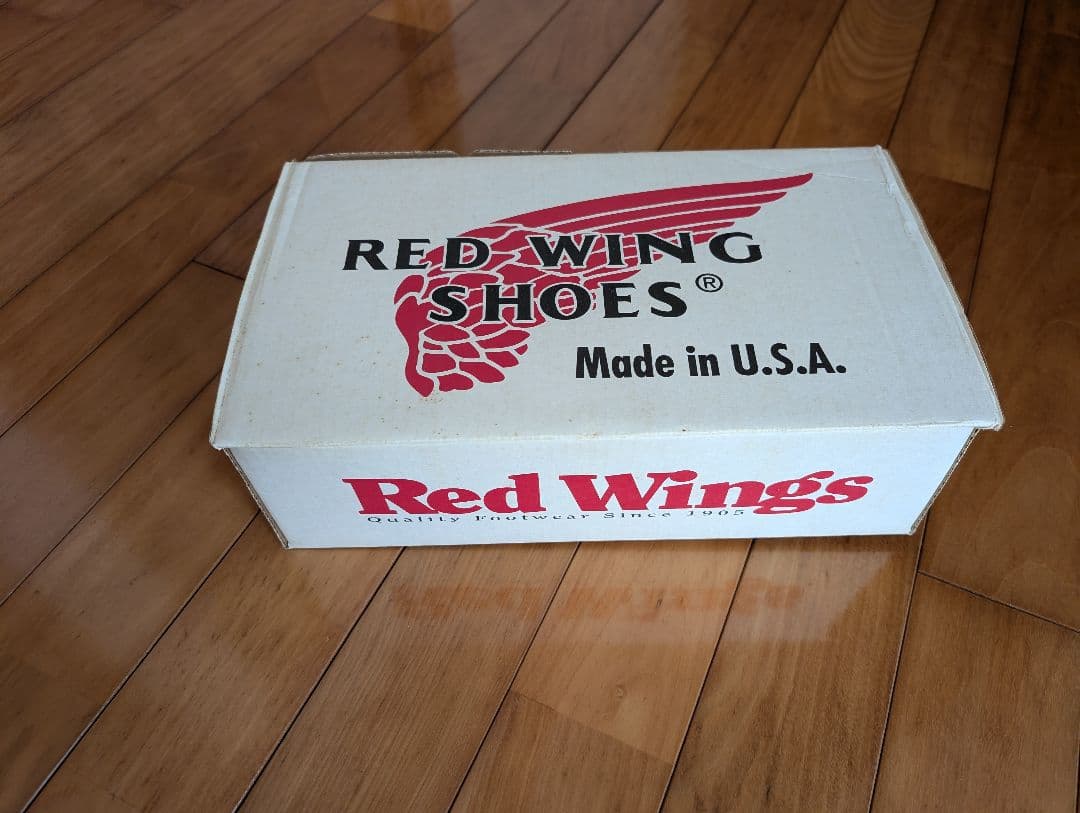 RED WING
SHOES®
Made in U.S.A.
Red Wings
Quality Footwear Since 1905